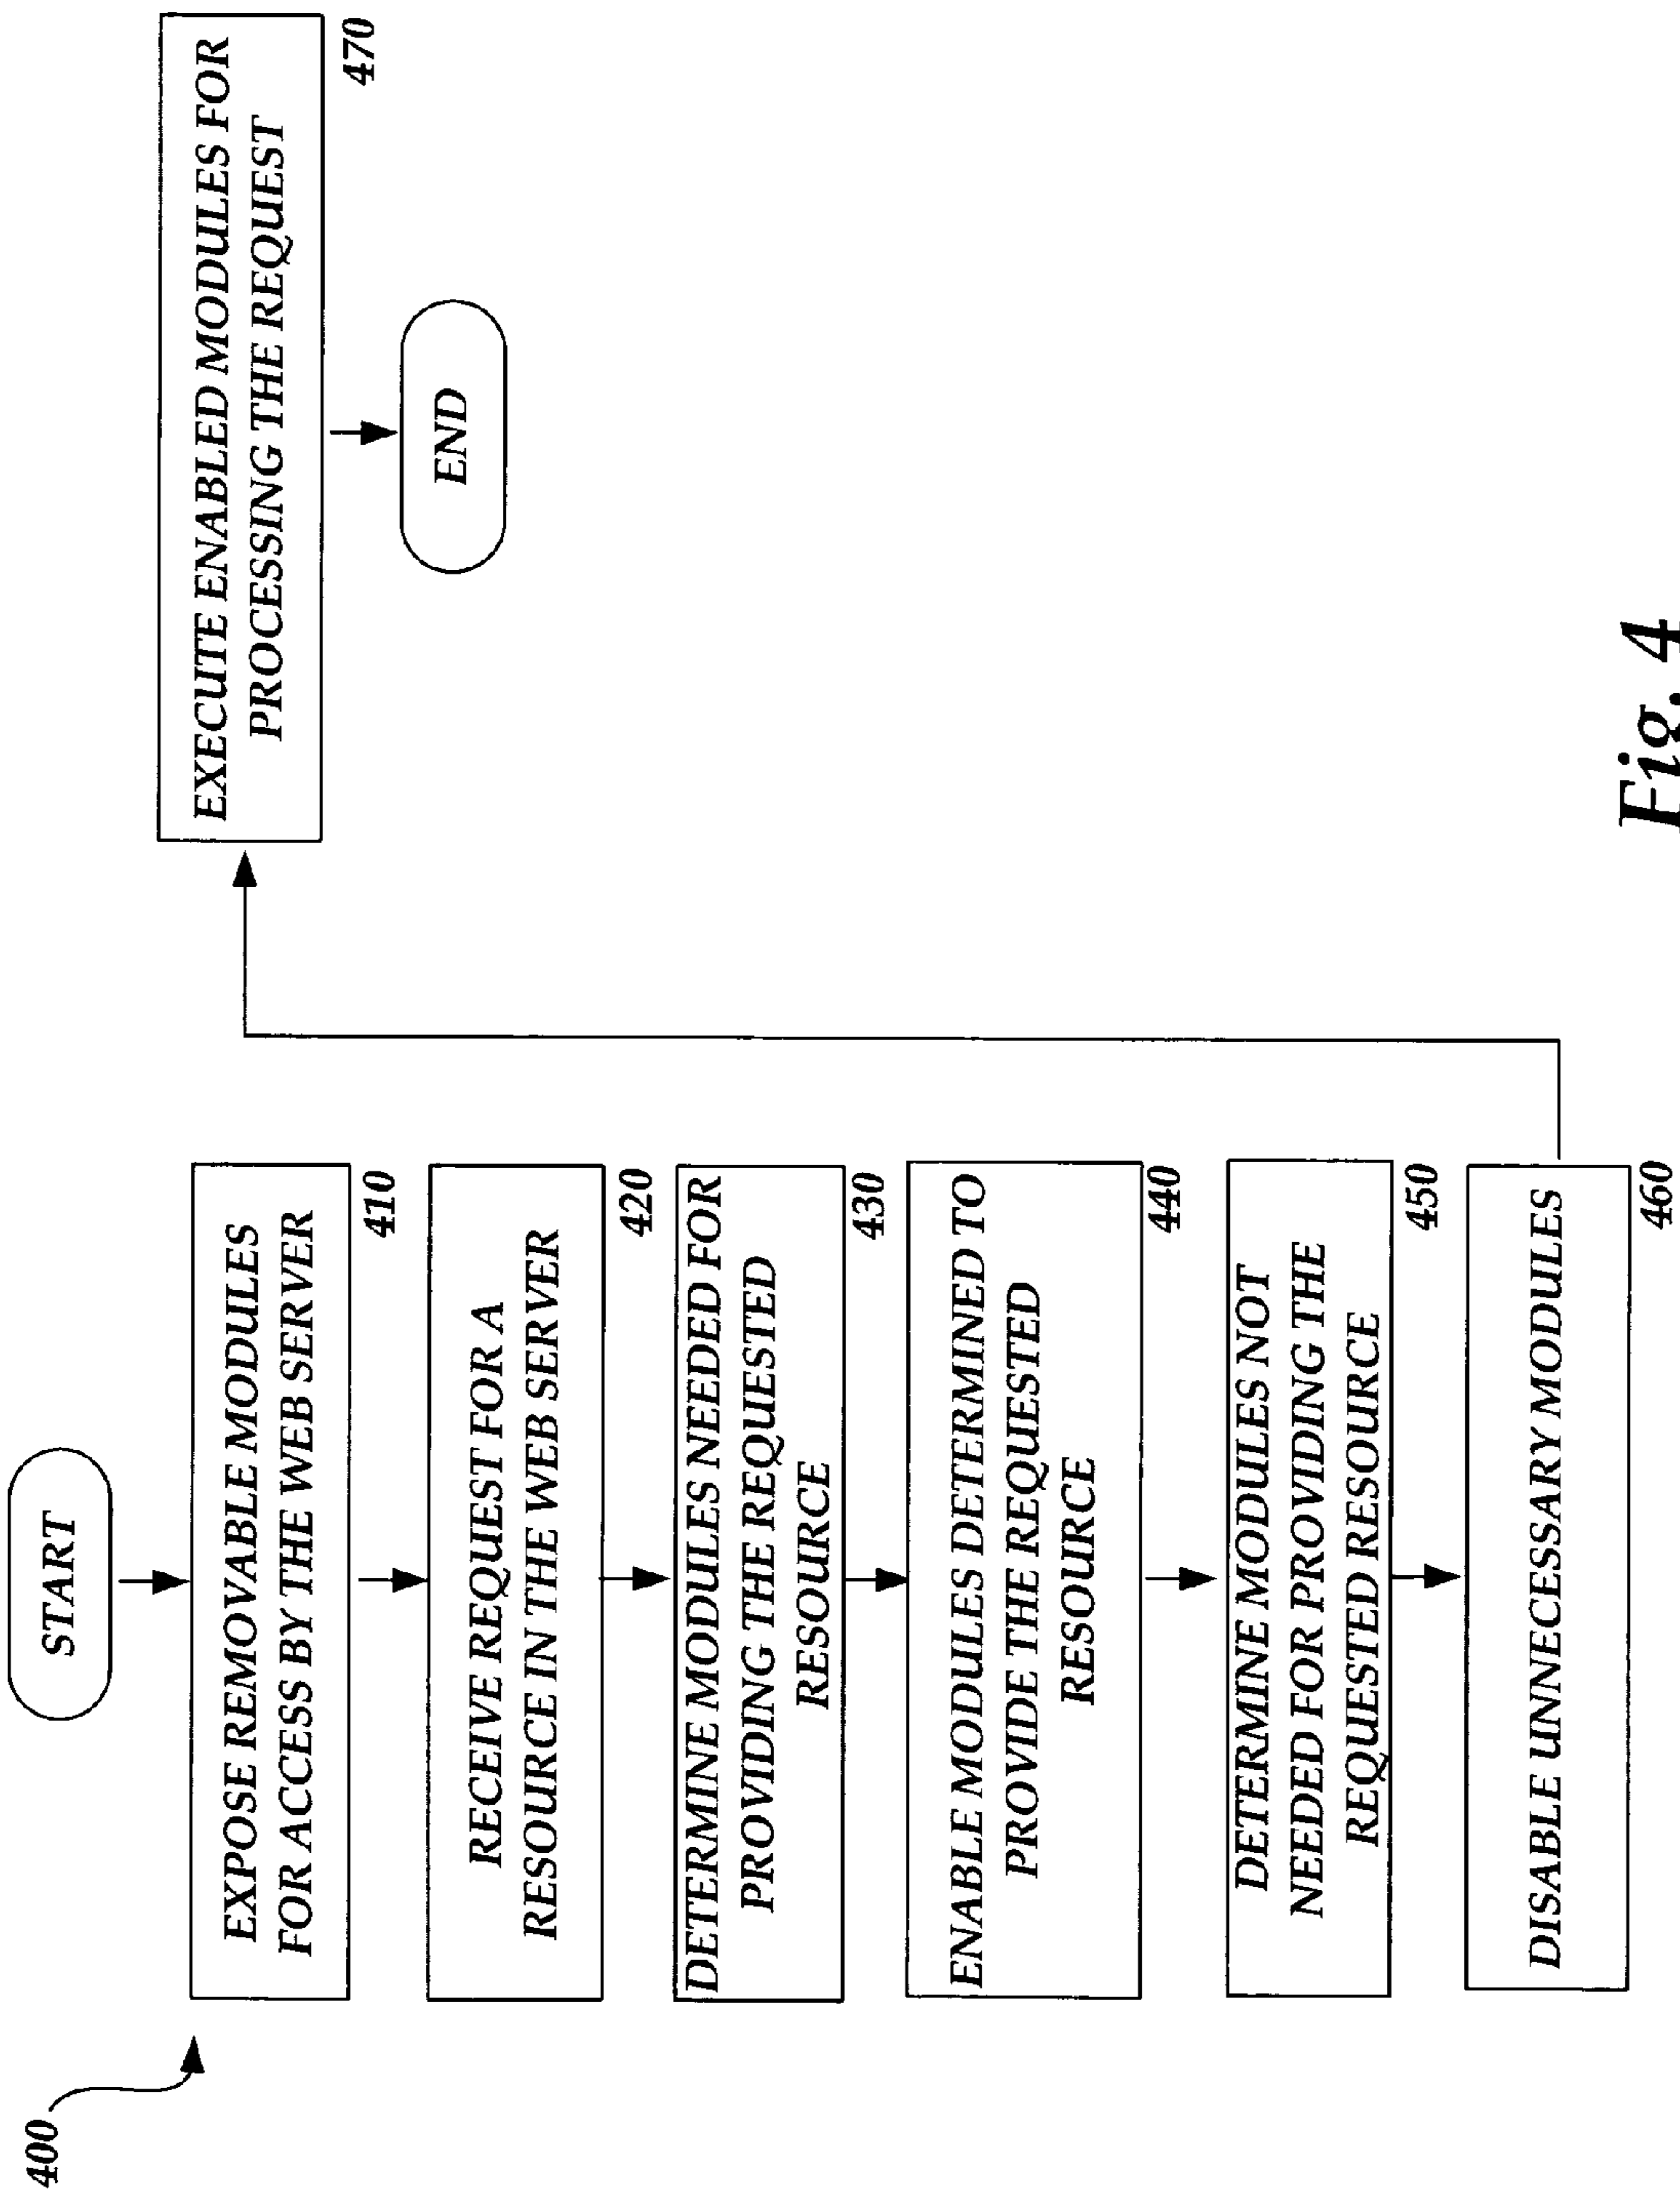 400
START
EXPOSE REMOVABLE MODULES
FOR ACCESS BY THE WEB SERVER
410
RECEIVE REQUEST FOR A
RESOURCE IN THE WEB SERVER
420
DETERMINE MODULES NEEDED FOR
PROVIDING THE REQUESTED
RESOURCE
430
ENABLE MODULES DETERMINED TO
PROVIDE THE REQUESTED
RESOURCE
440
DETERMINE MODULES NOT
NEEDED FOR PROVIDING THE
REQUESTED RESOURCE
450
DISABLE UNNECESSARY MODULES
460
EXECUTE ENABLED MODULES FOR
PROCESSING THE REQUEST
470
END
Fig. 4